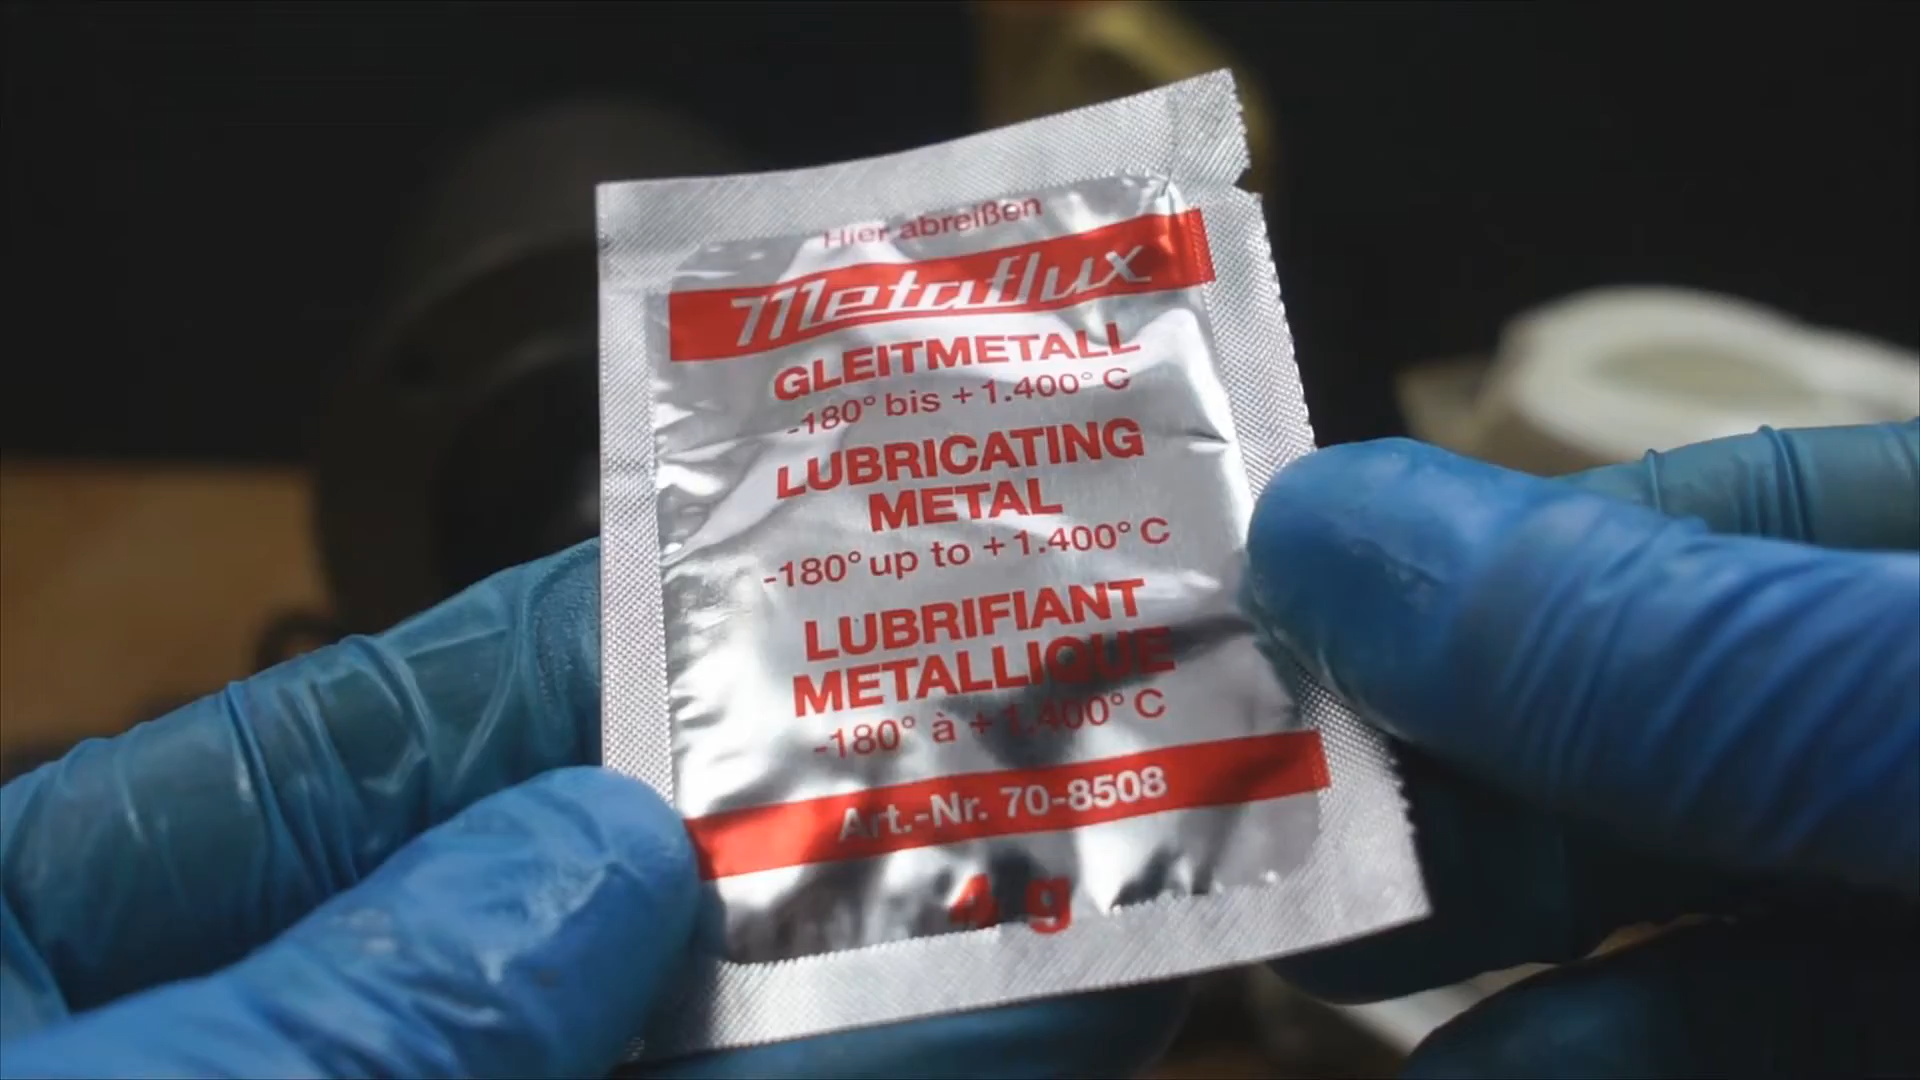 Hier abreißen
Metaflux
GLEITMETALL
-180° bis +1.400° C
LUBRICATING
METAL
-180° up to +1.400° C
LUBRIFIANT
METALLIQUE
-180° à +1.400° C
Art.-Nr. 70-8508
4 g